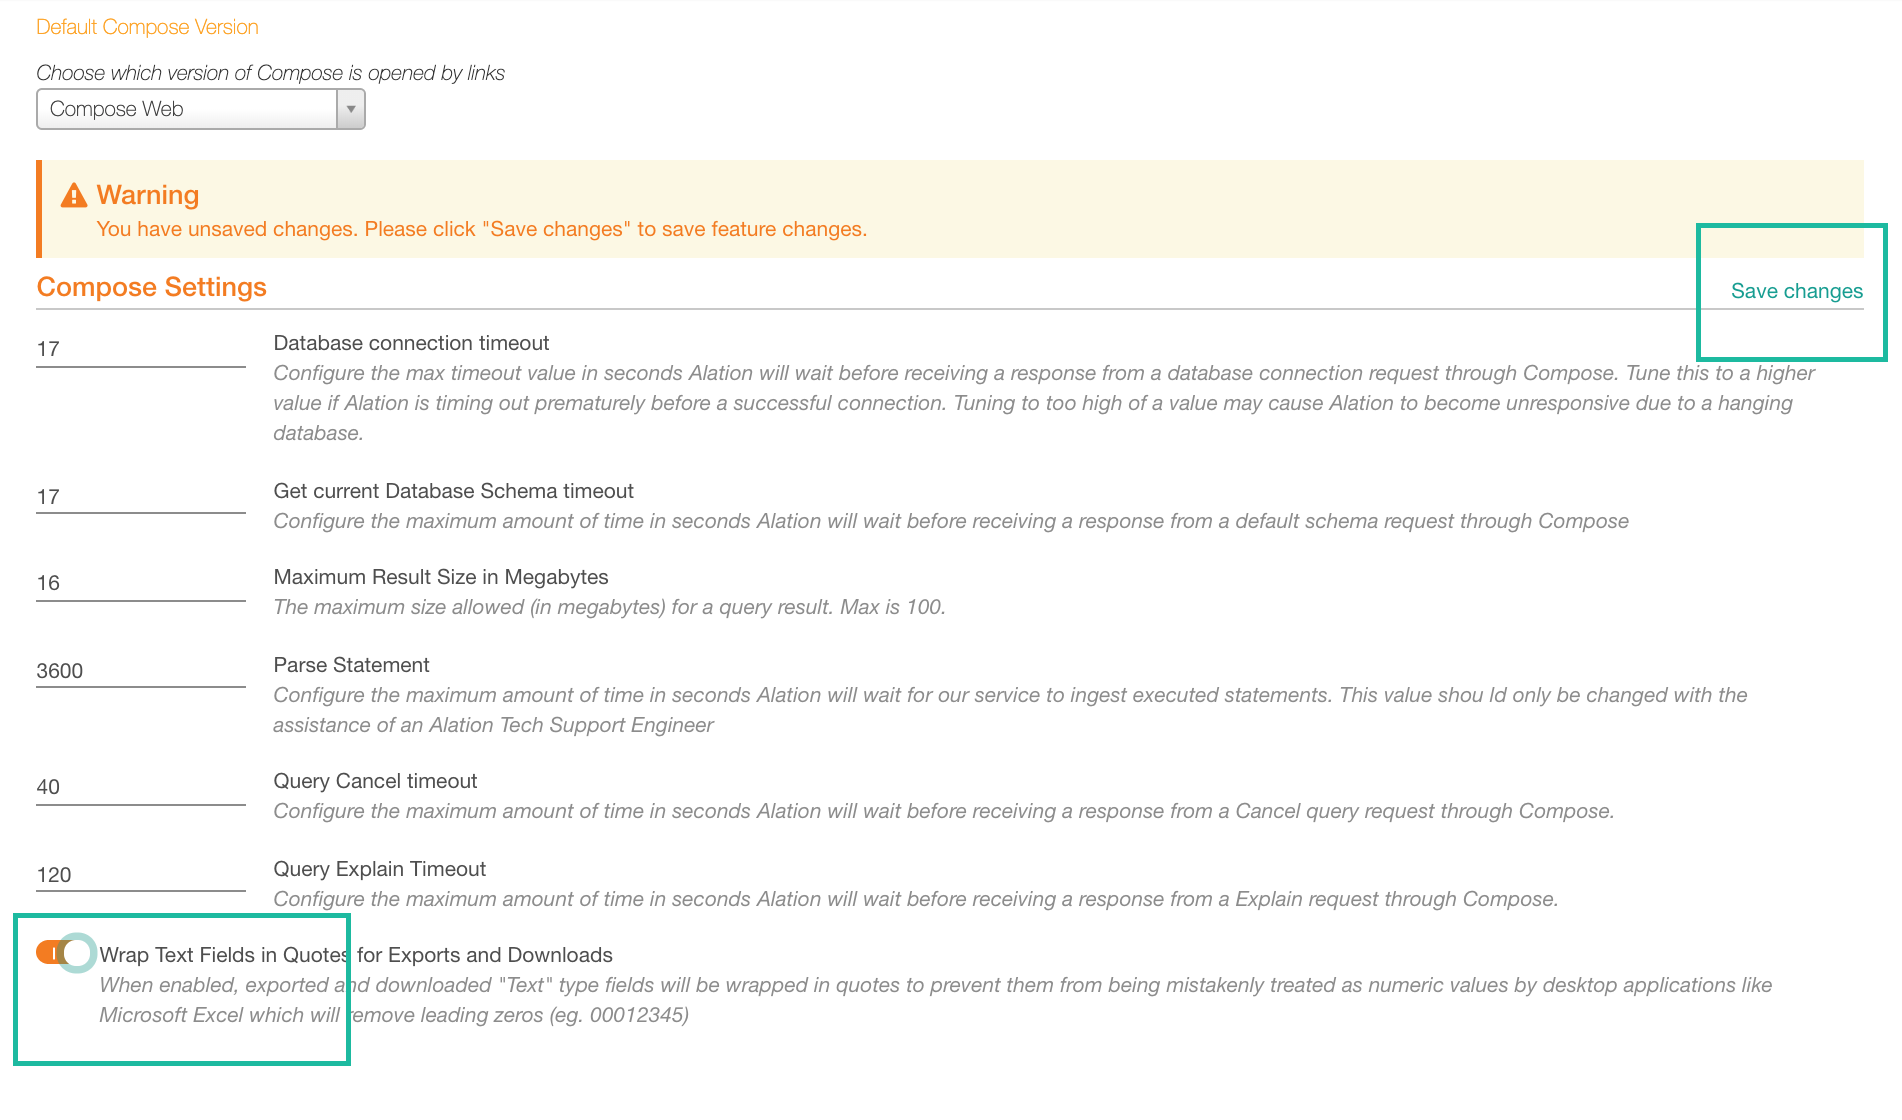 Default Compose Version
Choose which version of Compose is opened by links
Compose Web
Warning
You have unsaved changes. Please click "Save changes" to save feature changes.
Compose Settings
Save changes
17
Database connection timeout
Configure the max timeout value in seconds Alation will wait before receiving a response from a database connection request through Compose. Tune this to a higher
value if Alation is timing out prematurely before a successful connection. Tuning to too high of a value may cause Alation to become unresponsive due to a hanging
database.
17
Get current Database Schema timeout
Configure the maximum amount of time in seconds Alation will wait before receiving a response from a default schema request through Compose
16
Maximum Result Size in Megabytes
The maximum size allowed (in megabytes) for a query result. Max is 100.
3600
Parse Statement
Configure the maximum amount of time in seconds Alation will wait for our service to ingest executed statements. This value shou ld only be changed with the
assistance of an Alation Tech Support Engineer
40
Query Cancel timeout
Configure the maximum amount of time in seconds Alation will wait before receiving a response from a Cancel query request through Compose.
120
Query Explain Timeout
Configure the maximum amount of time in seconds Alation will wait before receiving a response from a Explain request through Compose.
Wrap Text Fields in Quotes for Exports and Downloads
When enabled, exported and downloaded "Text" type fields will be wrapped in quotes to prevent them from being mistakenly treated as numeric values by desktop applications like
Microsoft Excel which will remove leading zeros (eg. 00012345)